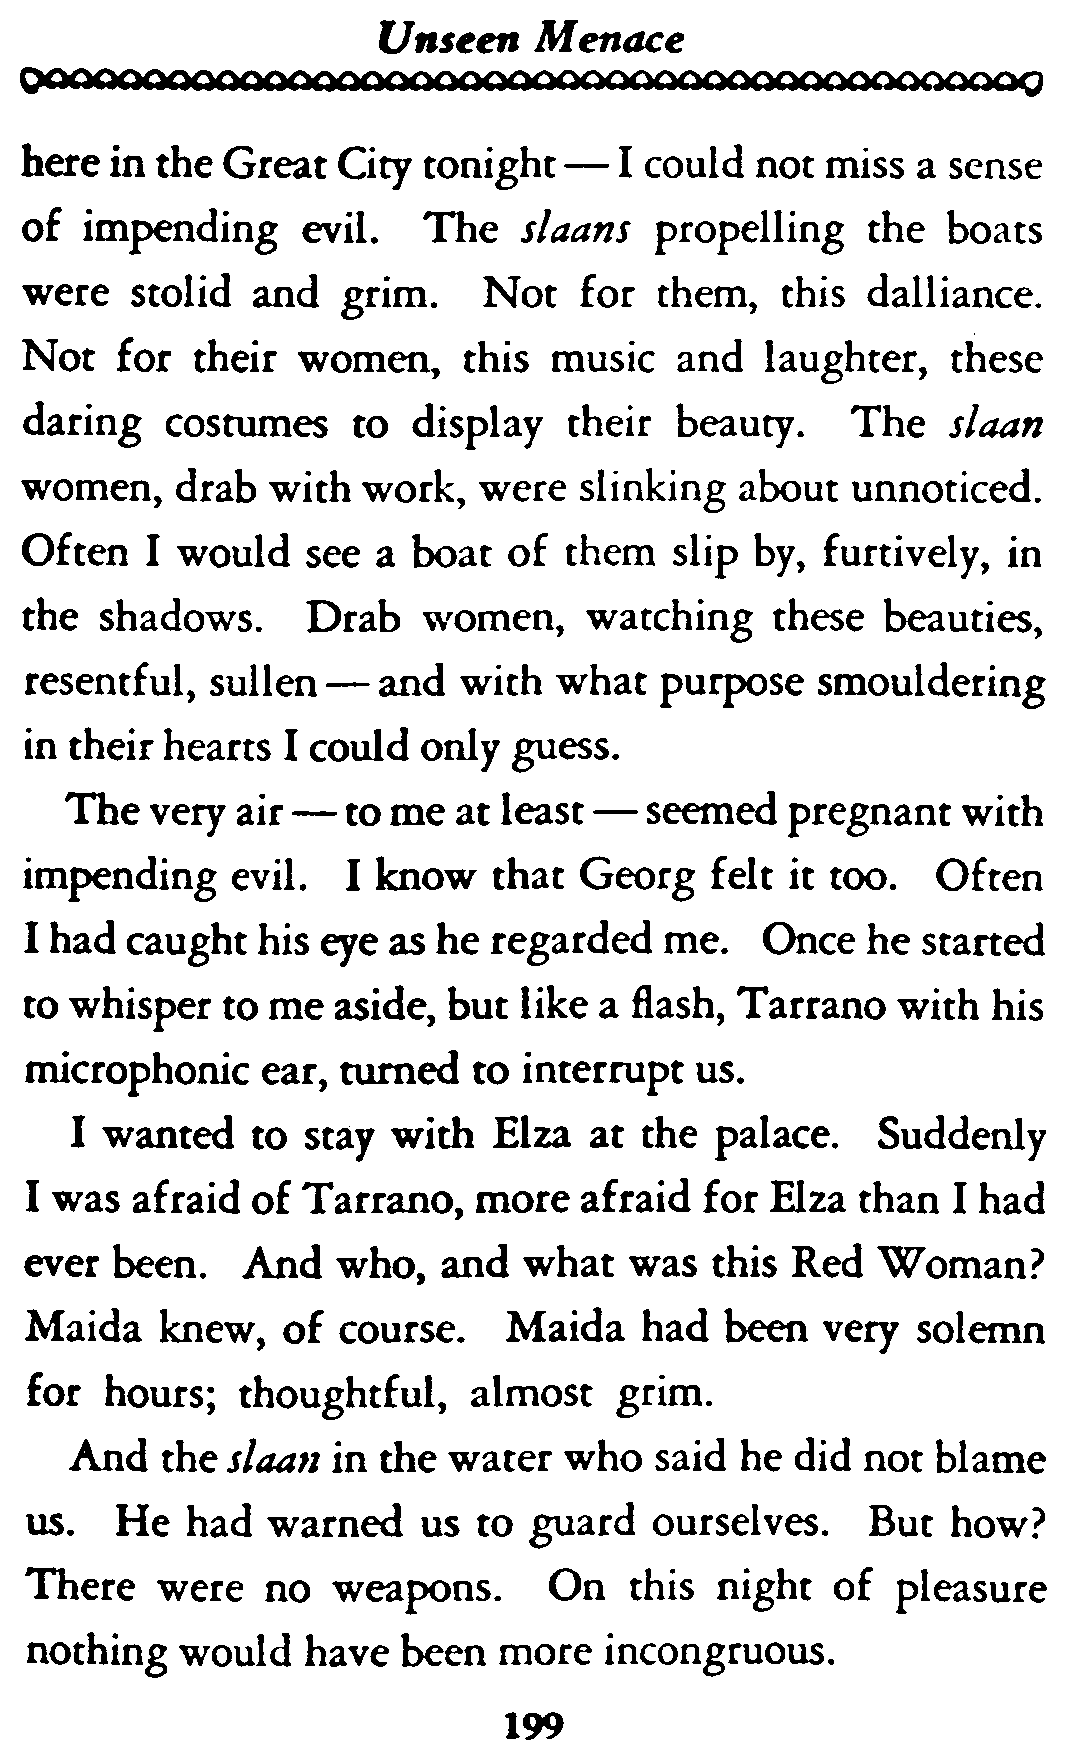 Unseen Menace
here in the Great City tonight — I could not miss a sense
of impending evil. The slaans propelling the boats
were stolid and grim. Not for them, this dalliance.
Not for their women, this music and laughter, these
daring costumes to display their beauty. The slaan
women, drab with work, were slinking about unnoticed.
Often I would see a boat of them slip by, furtively, in
the shadows. Drab women, watching these beauties,
resentful, sullen — and with what purpose smouldering
in their hearts I could only guess.
The very air — to me at least — seemed pregnant with
impending evil. I know that Georg felt it too. Often
I had caught his eye as he regarded me. Once he started
to whisper to me aside, but like a flash, Tarrano with his
microphonic ear, turned to interrupt us.
I wanted to stay with Elza at the palace. Suddenly
I was afraid of Tarrano, more afraid for Elza than I had
ever been. And who, and what was this Red Woman?
Maida knew, of course. Maida had been very solemn
for hours; thoughtful, almost grim.
And the slaan in the water who said he did not blame
us. He had warned us to guard ourselves. But how?
There were no weapons. On this night of pleasure
nothing would have been more incongruous.
199